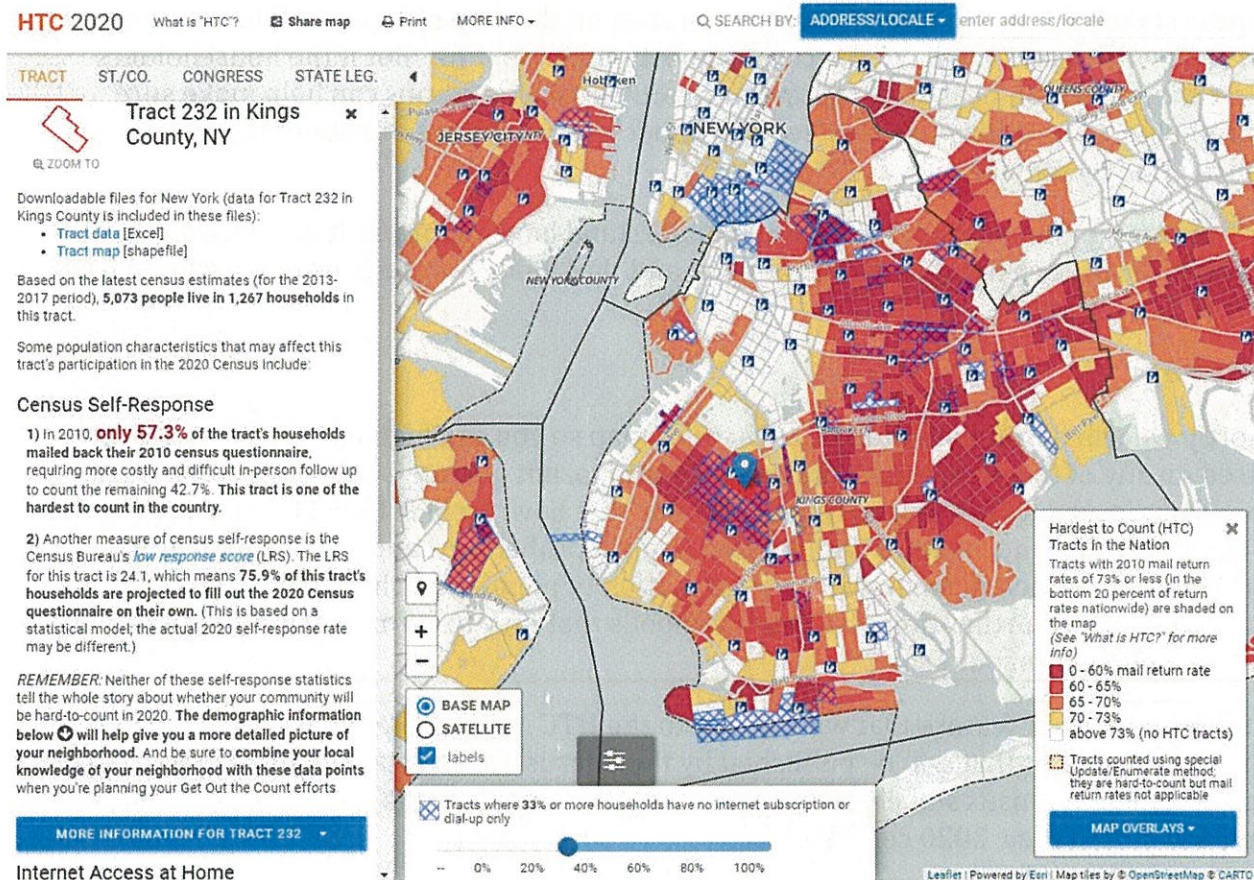 HTC 2020
What is "HTC"?
Share map
Print
MORE INFO
SEARCH BY:
ADDRESS/LOCALE
enter address/locale
TRACT
ST./CO.
CONGRESS
STATE LEG.
Tract 232 in Kings
County, NY
ZOOM TO
Downloadable files for New York (data for Tract 232 in
Kings County is included in these files):
• Tract data [Excel]
• Tract map [shapefile]
Based on the latest census estimates (for the 2013-
2017 period), 5,073 people live in 1,267 households in
this tract.
Some population characteristics that may affect this
tract's participation in the 2020 Census include:
Census Self-Response
1) In 2010, only 57.3% of the tract's households
mailed back their 2010 census questionnaire,
requiring more costly and difficult in-person follow up
to count the remaining 42.7%. This tract is one of the
hardest to count in the country.
2) Another measure of census self-response is the
Census Bureau's low response score (LRS). The LRS
for this tract is 24.1, which means 75.9% of this tract's
households are projected to fill out the 2020 Census
questionnaire on their own. (This is based on a
statistical model; the actual 2020 self-response rate
may be different.)
REMEMBER: Neither of these self-response statistics
tell the whole story about whether your community will
be hard-to-count in 2020. The demographic information
below will help give you a more detailed picture of
your neighborhood. And be sure to combine your local
knowledge of your neighborhood with these data points
when you're planning your Get Out the Count efforts
MORE INFORMATION FOR TRACT 232
Internet Access at Home
Hoboken
JERSEY CITY
NEW YORK
QUEENS COUNTY
NEW YORK COUNTY
Myrtle Ave
Atlantic Ave
BROOKLYN
KINGS COUNTY
Belt Pkwy
+
−
BASE MAP
SATELLITE
labels
Tracts where 33% or more households have no internet subscription or
dial-up only
-- 0% 20% 40% 60% 80% 100%
Hardest to Count (HTC)
Tracts in the Nation
Tracts with 2010 mail return
rates of 73% or less (in the
bottom 20 percent of return
rates nationwide) are shaded on
the map
(See "What is HTC?" for more
info)
0 - 60% mail return rate
60 - 65%
65 - 70%
70 - 73%
above 73% (no HTC tracts)
Tracts counted using special
Update/Enumerate method;
they are hard-to-count but mail
return rates not applicable
MAP OVERLAYS
Leaflet | Powered by Esri | Map tiles by © OpenStreetMap © CARTO